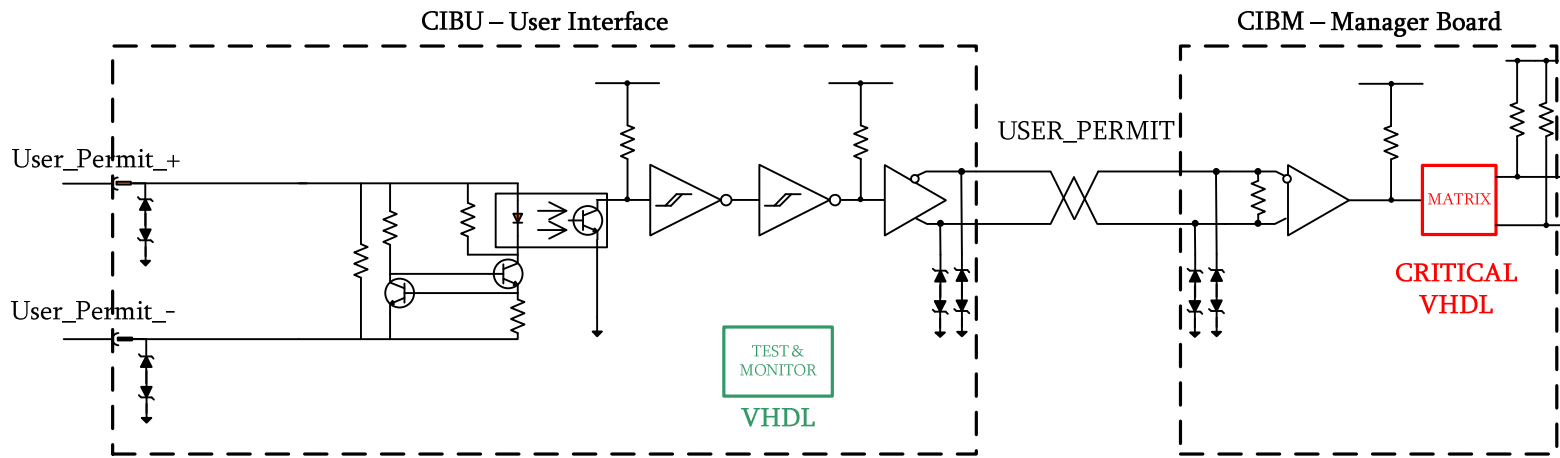 CIBU – User Interface
CIBM – Manager Board
USER_PERMIT
User_Permit_+
MATRIX
CRITICAL
VHDL
User_Permit_-
TEST &
MONITOR
VHDL